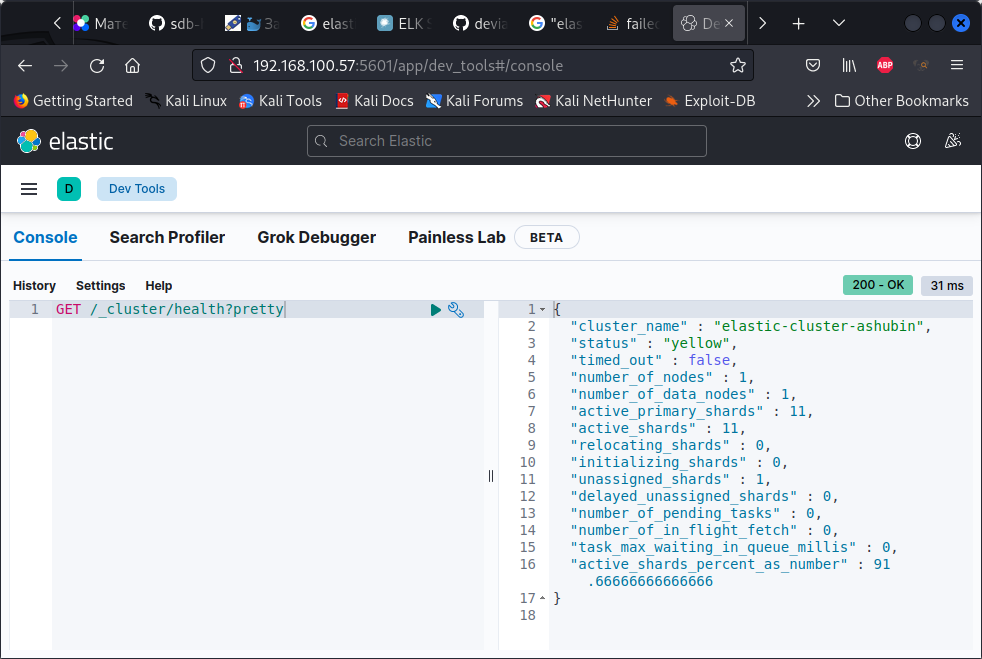 Мате
sdb-
За
elast
ELK S
devia
"elas
failed
De
192.168.100.57:5601/app/dev_tools#/console
ABP
Getting Started
Kali Linux
Kali Tools
Kali Docs
Kali Forums
Kali NetHunter
Exploit-DB
Other Bookmarks
elastic
Search Elastic
D
Dev Tools
Console
Search Profiler
Grok Debugger
Painless Lab
BETA
History
Settings
Help
200 - OK
31 ms
1 GET /_cluster/health?pretty
1 {
2 "cluster_name" : "elastic-cluster-ashubin",
3 "status" : "yellow",
4 "timed_out" : false,
5 "number_of_nodes" : 1,
6 "number_of_data_nodes" : 1,
7 "active_primary_shards" : 11,
8 "active_shards" : 11,
9 "relocating_shards" : 0,
10 "initializing_shards" : 0,
11 "unassigned_shards" : 1,
12 "delayed_unassigned_shards" : 0,
13 "number_of_pending_tasks" : 0,
14 "number_of_in_flight_fetch" : 0,
15 "task_max_waiting_in_queue_millis" : 0,
16 "active_shards_percent_as_number" : 91
.66666666666666
17 }
18